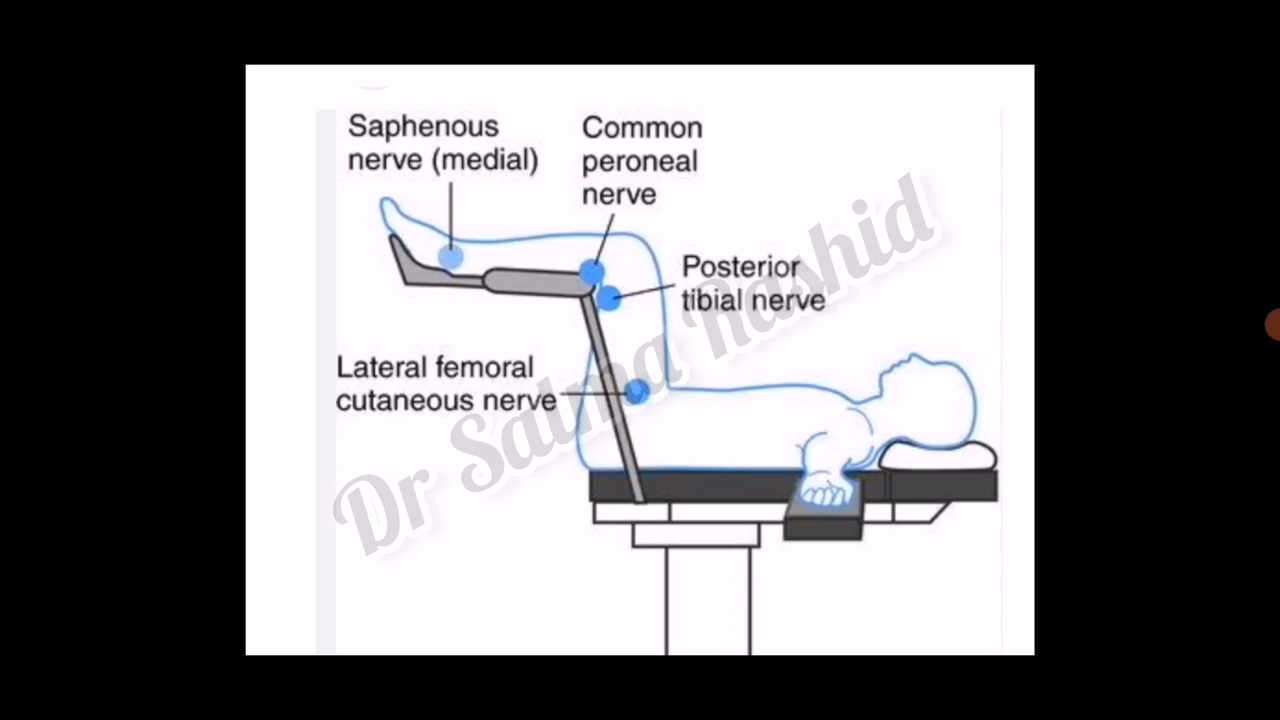 Saphenous
nerve (medial)
Common
peroneal
nerve
Posterior
tibial nerve
Lateral femoral
cutaneous nerve
Dr Salma Rashid